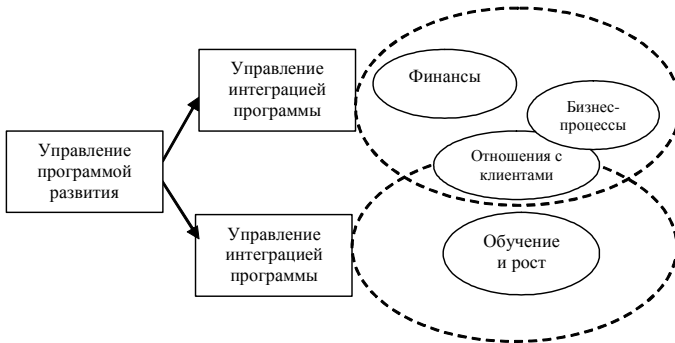 Управление
интеграцией
программы
Финансы
Бизнес-
процессы
Управление
программой
развития
Отношения с
клиентами
Управление
интеграцией
программы
Обучение
и рост